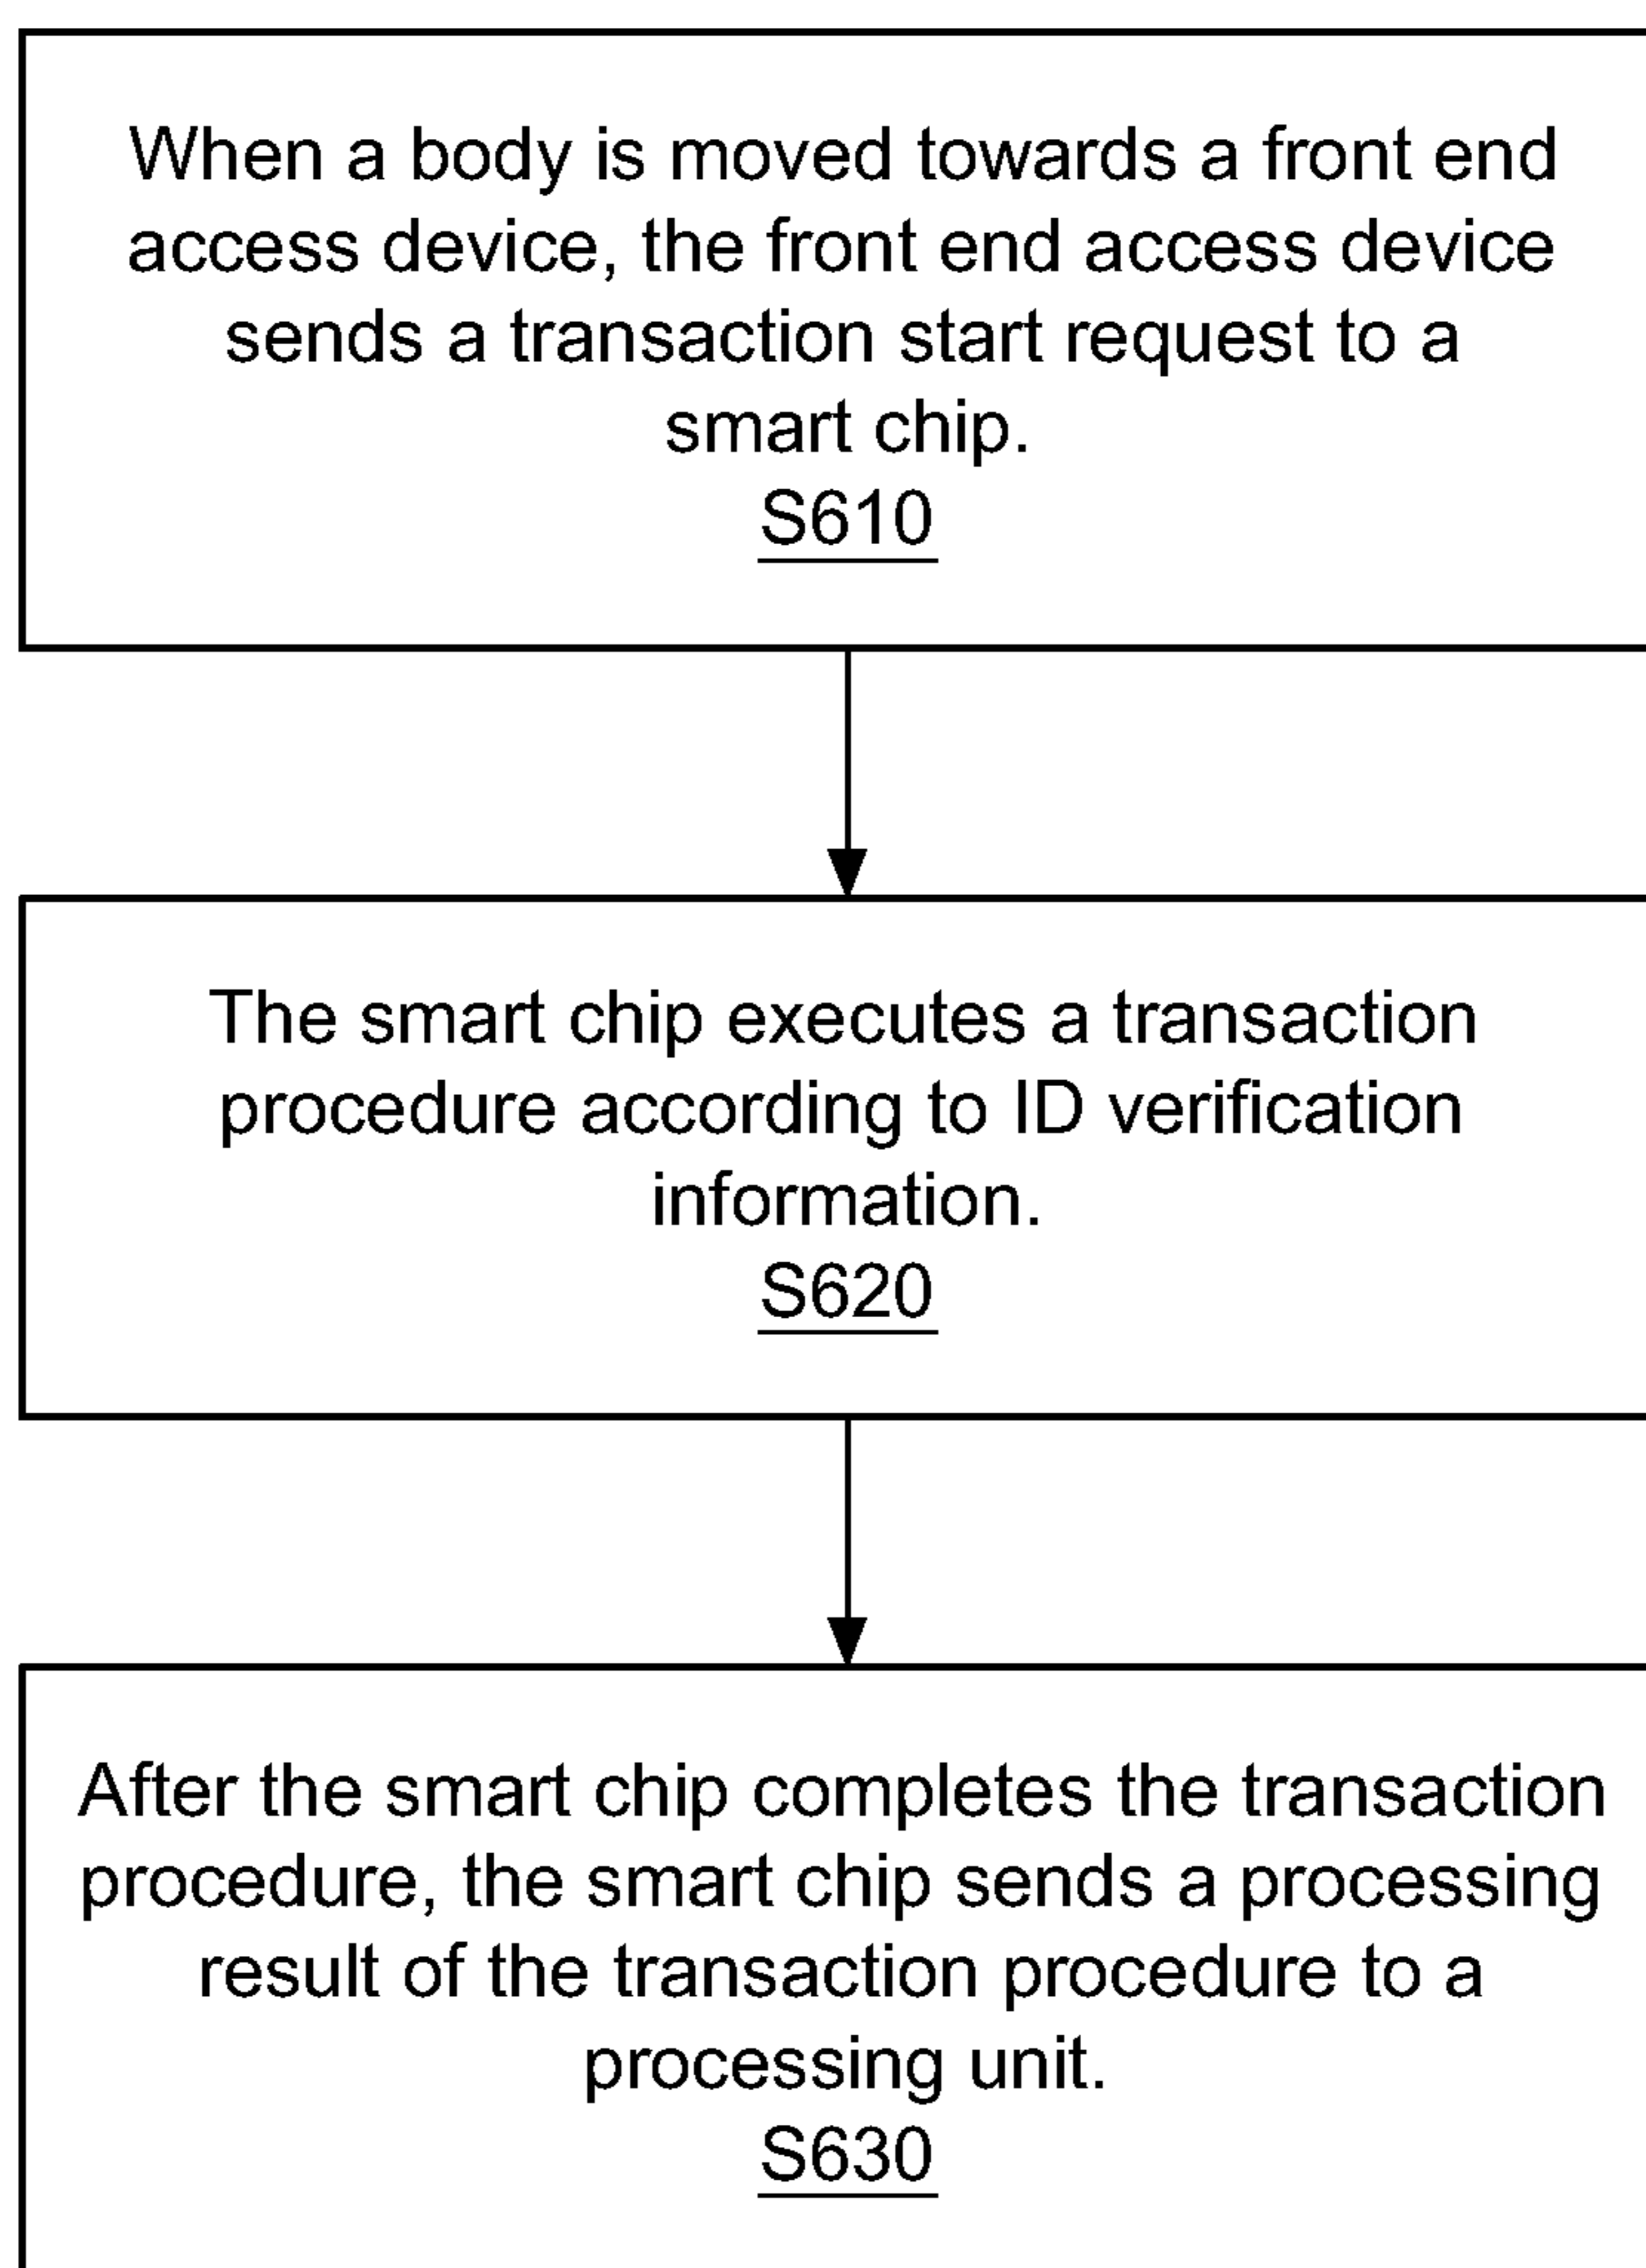 When a body is moved towards a front end
access device, the front end access device
sends a transaction start request to a
smart chip.
S610
The smart chip executes a transaction
procedure according to ID verification
information.
S620
After the smart chip completes the transaction
procedure, the smart chip sends a processing
result of the transaction procedure to a
processing unit.
S630